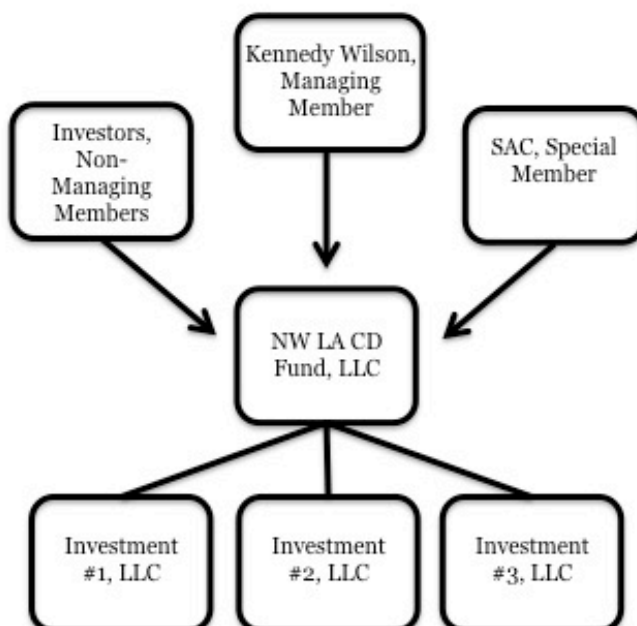 Kennedy Wilson,
Managing
Member
Investors,
Non-
Managing
Members
SAC, Special
Member
NW LA CD
Fund, LLC
Investment
#1, LLC
Investment
#2, LLC
Investment
#3, LLC